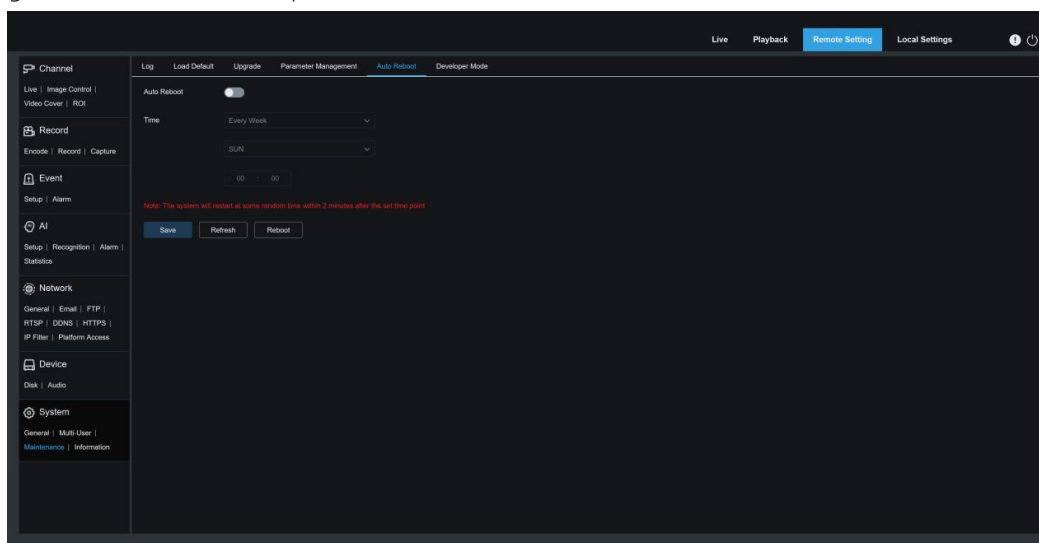 Live Playback Remote Setting Local Settings
Channel
Live | Image Control |
Video Cover | ROI
Record
Encode | Record | Capture
Event
Setup | Alarm
AI
Setup | Recognition | Alarm |
Statistics
Network
General | Email | FTP |
RTSP | DDNS | HTTPS |
IP Filter | Platform Access
Device
Disk | Audio
System
General | Multi-User |
Maintenance | Information
Log Load Default Upgrade Parameter Management Auto Reboot Developer Mode
Auto Reboot
Time Every Week
SUN
00 : 00
Note: The system will restart at some random time within 2 minutes after the set time point
Save Refresh Reboot